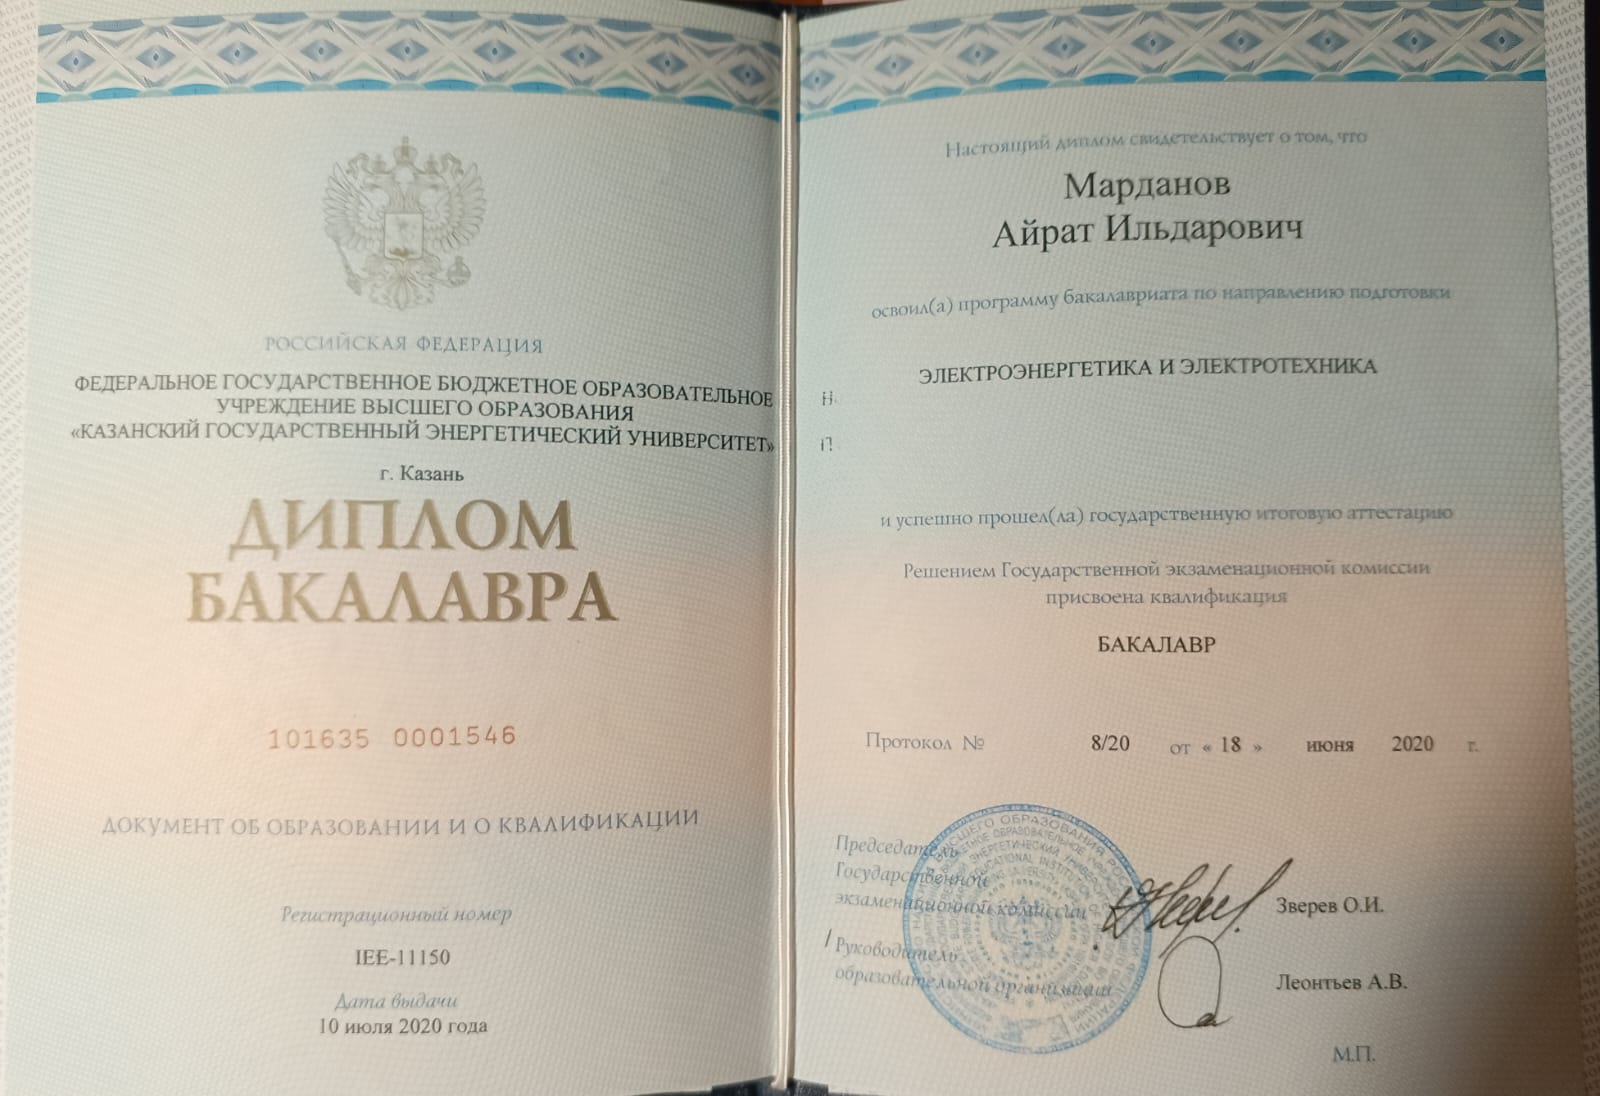 РОССИЙСКАЯ ФЕДЕРАЦИЯ
ФЕДЕРАЛЬНОЕ ГОСУДАРСТВЕННОЕ БЮДЖЕТНОЕ ОБРАЗОВАТЕЛЬНОЕ
УЧРЕЖДЕНИЕ ВЫСШЕГО ОБРАЗОВАНИЯ
«КАЗАНСКИЙ ГОСУДАРСТВЕННЫЙ ЭНЕРГЕТИЧЕСКИЙ УНИВЕРСИТЕТ»
г. Казань
ДИПЛОМ
БАКАЛАВРА
101635 0001546
ДОКУМЕНТ ОБ ОБРАЗОВАНИИ И О КВАЛИФИКАЦИИ
Регистрационный номер
IEE-11150
Дата выдачи
10 июля 2020 года
Настоящий диплом свидетельствует о том, что
Марданов
Айрат Ильдарович
освоил(а) программу бакалавриата по направлению подготовки
ЭЛЕКТРОЭНЕРГЕТИКА И ЭЛЕКТРОТЕХНИКА
и успешно прошел(ла) государственную итоговую аттестацию
Решением Государственной экзаменационной комиссии
присвоена квалификация
БАКАЛАВР
Протокол № 8/20 от « 18 » июня 2020 г.
Председатель
Государственной
экзаменационной комиссии Зверев О.И.
/ Руководитель
образовательной организации Леонтьев А.В.
М.П.